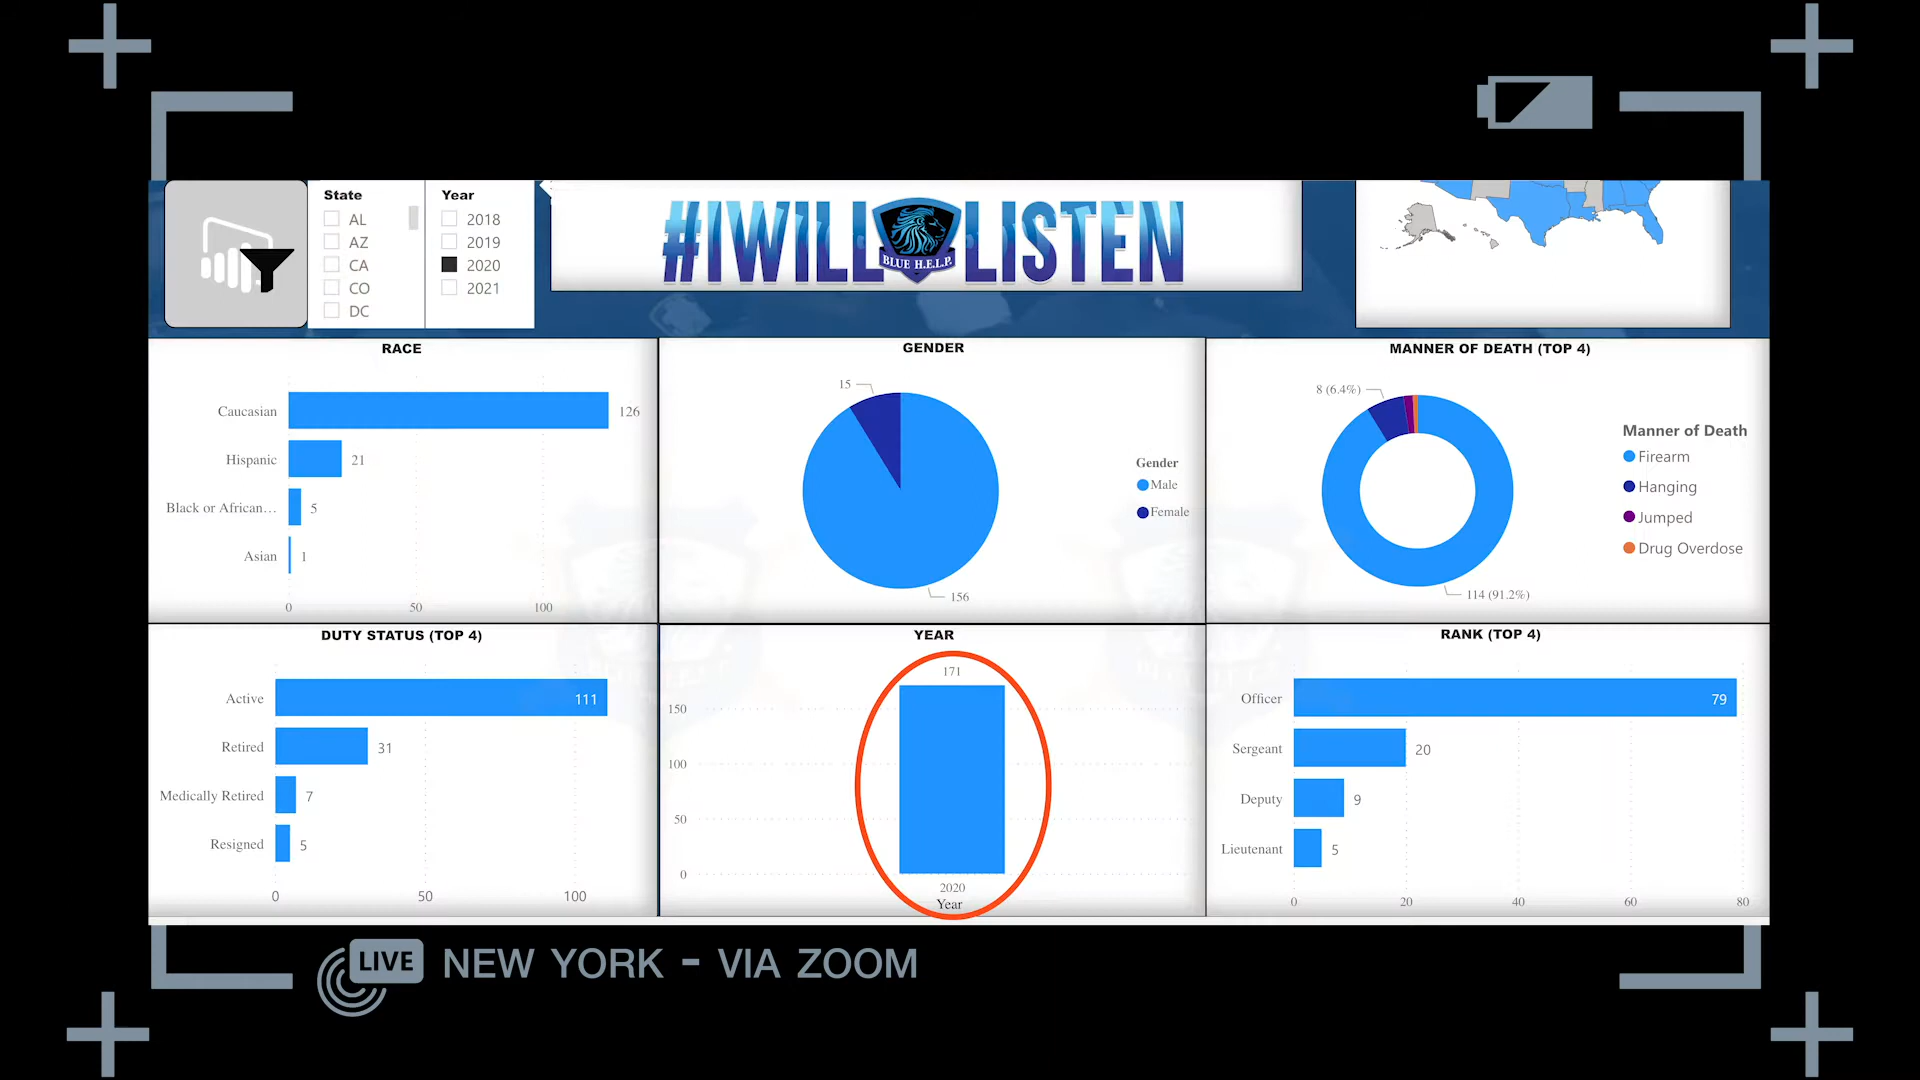 State
AL
AZ
CA
CO
DC
Year
2018
2019
2020
2021
#IWILL LISTEN
BLUE H.E.L.P.
RACE
Caucasian 126
Hispanic 21
Black or African… 5
Asian 1
0 50 100
GENDER
15
156
Gender
Male
Female
MANNER OF DEATH (TOP 4)
8 (6.4%)
114 (91.2%)
Manner of Death
Firearm
Hanging
Jumped
Drug Overdose
DUTY STATUS (TOP 4)
Active 111
Retired 31
Medically Retired 7
Resigned 5
0 50 100
YEAR
171
150
100
50
0
2020
Year
RANK (TOP 4)
Officer 79
Sergeant 20
Deputy 9
Lieutenant 5
0 20 40 60 80
LIVE NEW YORK - VIA ZOOM